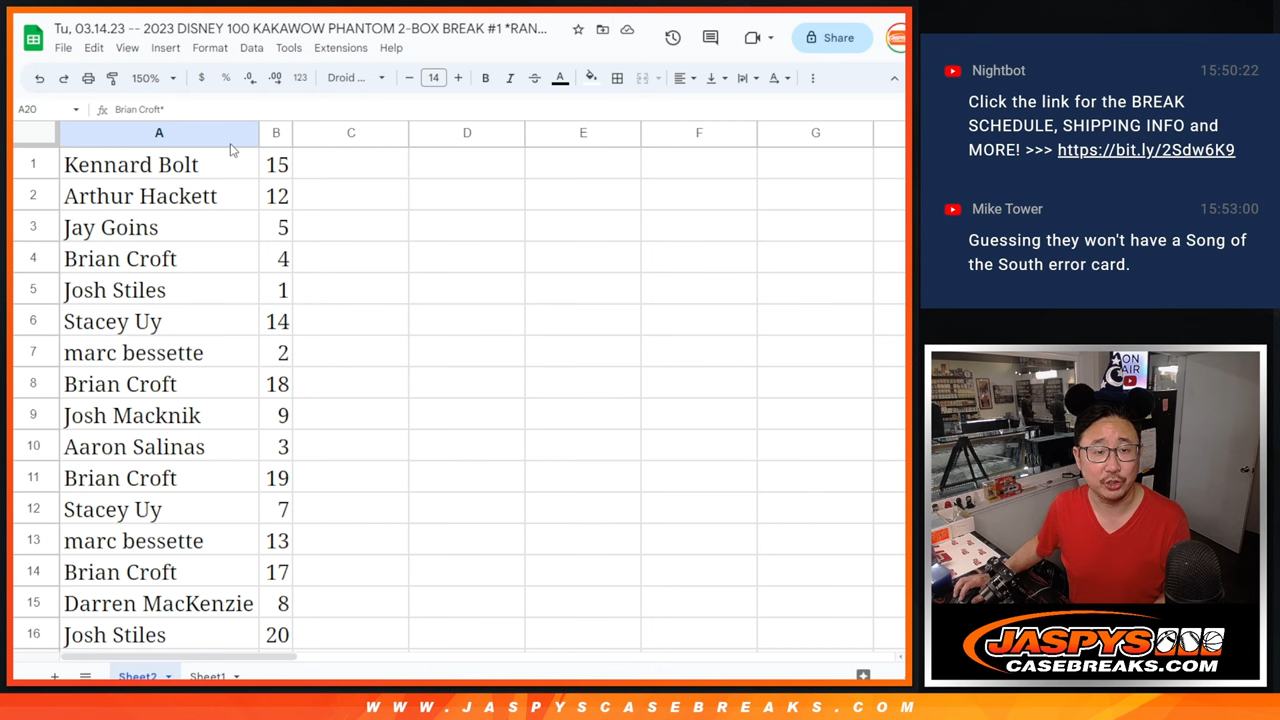 Tu, 03.14.23 -- 2023 DISNEY 100 KAKAWOW PHANTOM 2-BOX BREAK #1 *RAN...
File Edit View Insert Format Data Tools Extensions Help
Share
150% $ % .0 .00 123 Droid ... 14 B I A
A20 Brian Croft*
A B C D E F G
1 Kennard Bolt 15
2 Arthur Hackett 12
3 Jay Goins 5
4 Brian Croft 4
5 Josh Stiles 1
6 Stacey Uy 14
7 marc bessette 2
8 Brian Croft 18
9 Josh Macknik 9
10 Aaron Salinas 3
11 Brian Croft 19
12 Stacey Uy 7
13 marc bessette 13
14 Brian Croft 17
15 Darren MacKenzie 8
16 Josh Stiles 20
Sheet2 Sheet1
Nightbot 15:50:22
Click the link for the BREAK
SCHEDULE, SHIPPING INFO and
MORE! >>> https://bit.ly/2Sdw6K9
Mike Tower 15:53:00
Guessing they won't have a Song of
the South error card.
ON
AIR
JASPYS
CASEBREAKS.COM
WWW.JASPYSCASEBREAKS.COM